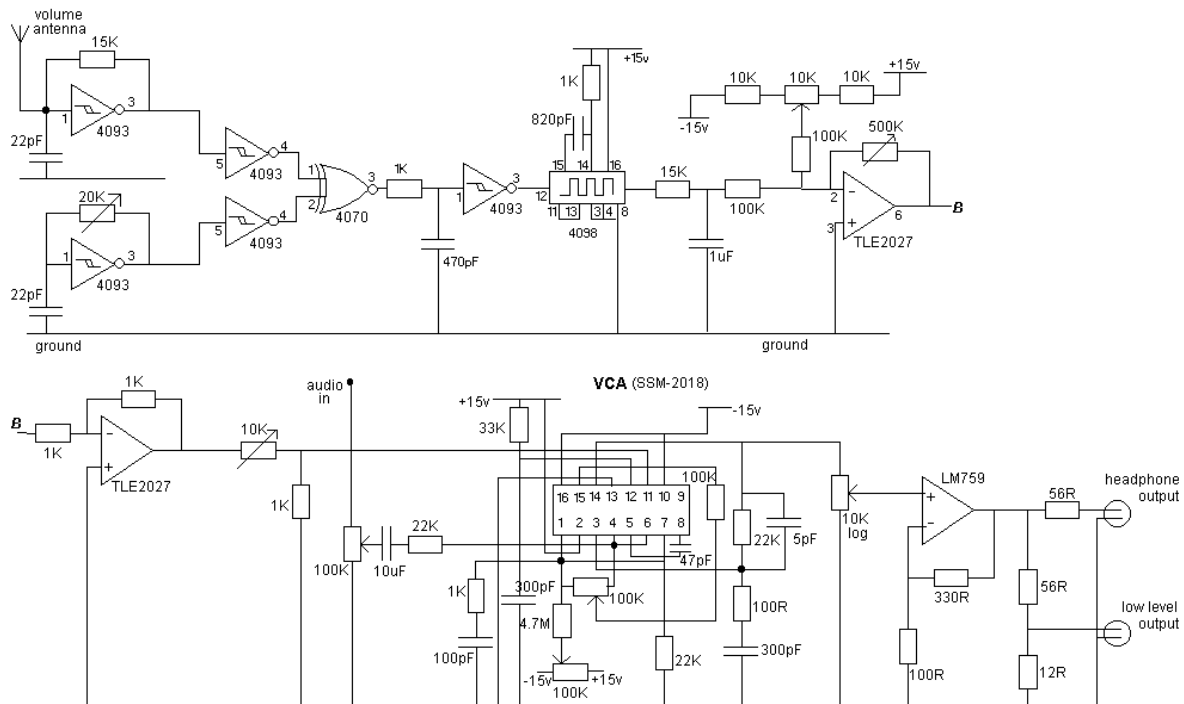 volume
antenna
15K
1
3
4093
22pF
5
4
4093
20K
1
3
4093
22pF
5
4
4093
1
2
3
4070
1K
470pF
1
3
4093
+15v
1K
820pF
15
14
16
12
11
13
3
4
8
4098
15K
1uF
100K
-15v
10K
10K
10K
+15v
100K
500K
2
3
6
TLE2027
B
ground
ground
B
1K
1K
TLE2027
10K
1K
audio
in
100K
10uF
22K
VCA (SSM-2018)
+15v
33K
-15v
16 15 14 13 12 11 10 9
1 2 3 4 5 6 7 8
100K
47pF
22K
5pF
1K
100pF
300pF
4.7M
100K
-15v
+15v
100K
22K
100R
300pF
10K
log
LM759
330R
100R
56R
headphone
output
56R
low level
output
12R